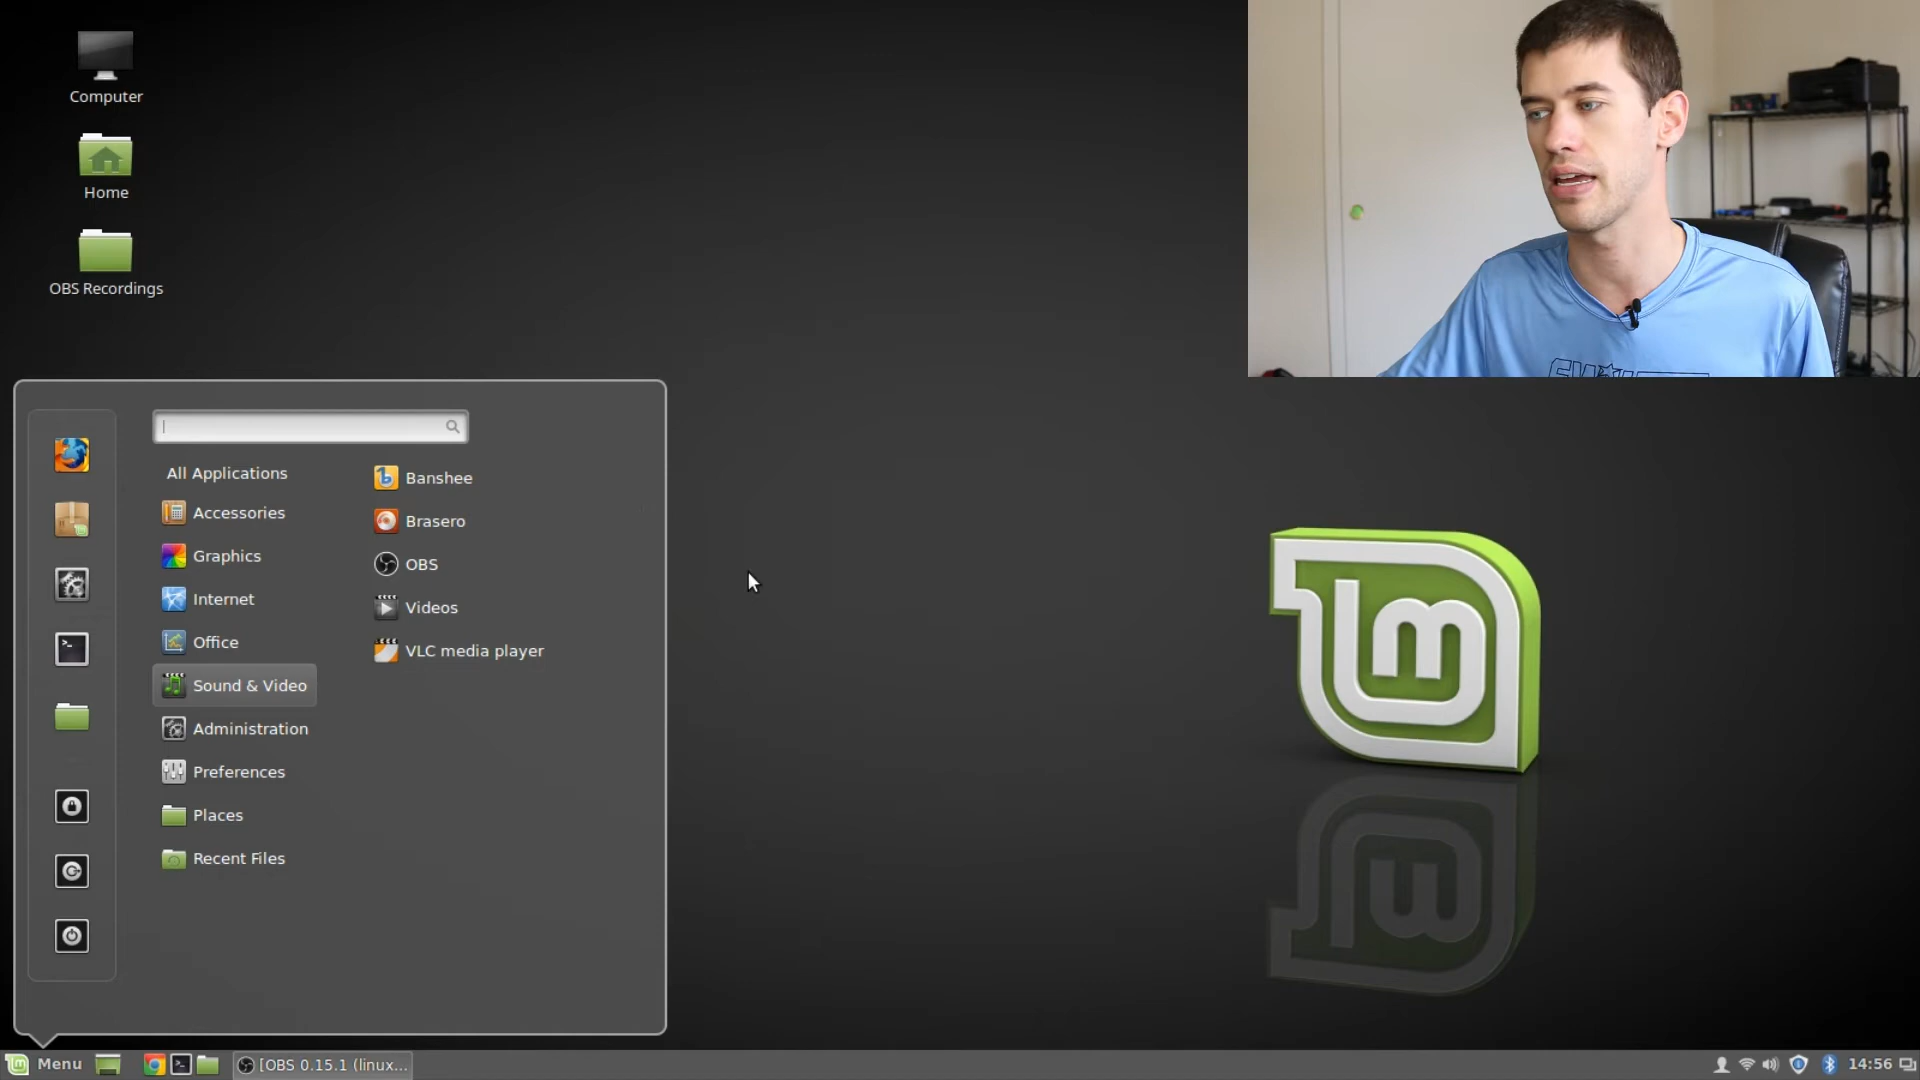 Computer
Home
OBS Recordings
All Applications
Accessories
Graphics
Internet
Office
Sound & Video
Administration
Preferences
Places
Recent Files
Banshee
Brasero
OBS
Videos
VLC media player
Menu
[OBS 0.15.1 (linux...
14:56